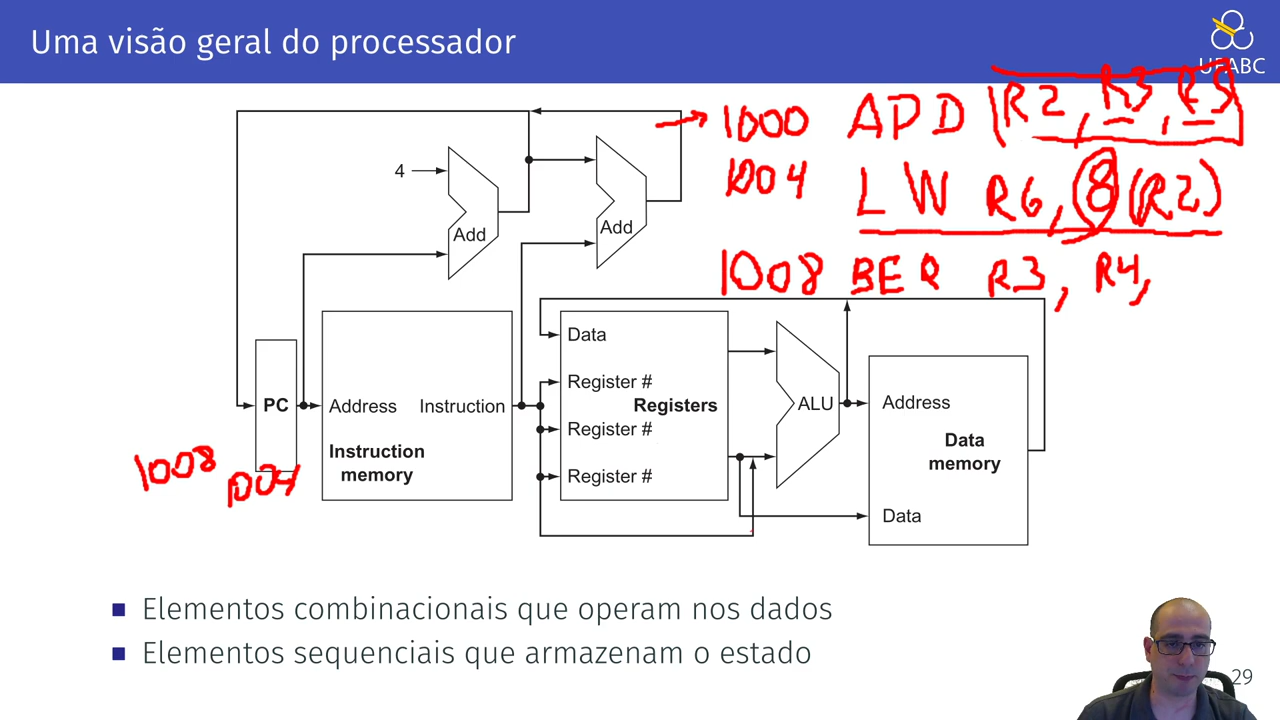 Uma visão geral do processador
UFABC
1000 ADD R2, R3, R5
1004 LW R6, 8(R2)
1008 BEQ R3, R4,
4
Add
Add
Data
Register #
Registers
Register #
Register #
PC
Address Instruction
Instruction
memory
ALU
Address
Data
memory
Data
1008
1004
Elementos combinacionais que operam nos dados
Elementos sequenciais que armazenam o estado
29